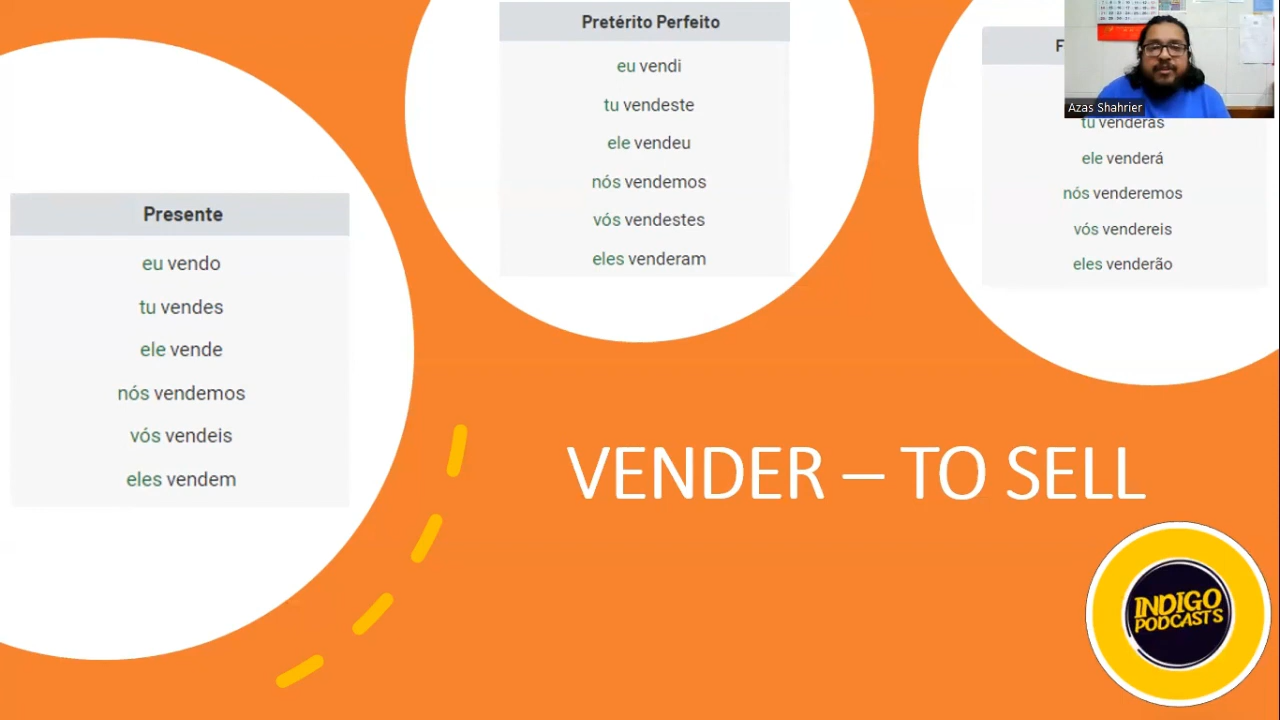 Presente
eu vendo
tu vendes
ele vende
nós vendemos
vós vendeis
eles vendem
Pretérito Perfeito
eu vendi
tu vendeste
ele vendeu
nós vendemos
vós vendestes
eles venderam
tu venderás
ele venderá
nós venderemos
vós vendereis
eles venderão
Azas Shahrier
VENDER – TO SELL
INDIGO
PODCASTS